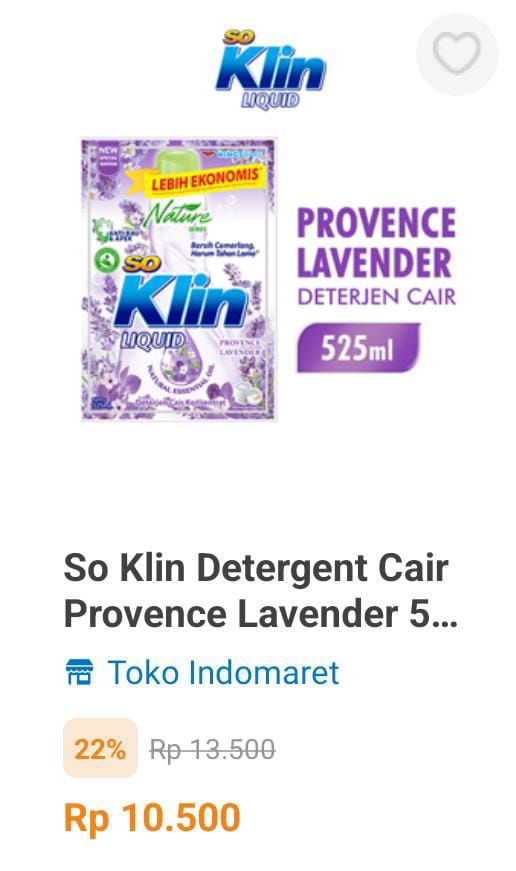 So
Klin
LIQUID
NEW
SPECIAL
EDITION
WINGS
LEBIH EKONOMIS
Nature
SERIES
ANTI BAU
& APEK
Bersih Cemerlang,
Harum Tahan Lama
So
Klin
LIQUID
PROVENCE
LAVENDER
NATURAL ESSENTIAL OIL
Deterjen Cair Konsentrat
PROVENCE
LAVENDER
DETERJEN CAIR
525ml
So Klin Detergent Cair
Provence Lavender 5...
Toko Indomaret
22% Rp 13.500
Rp 10.500